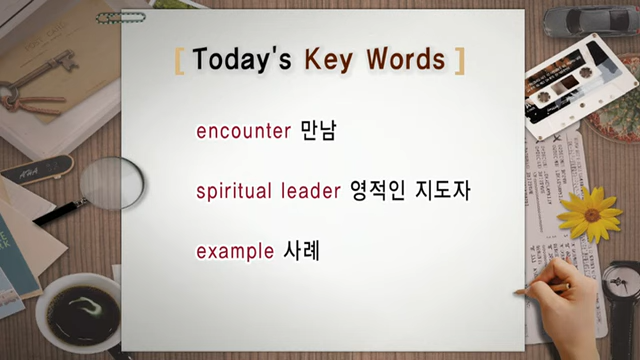 [ Today's Key Words ]
encounter 만남
spiritual leader 영적인 지도자
example 사례